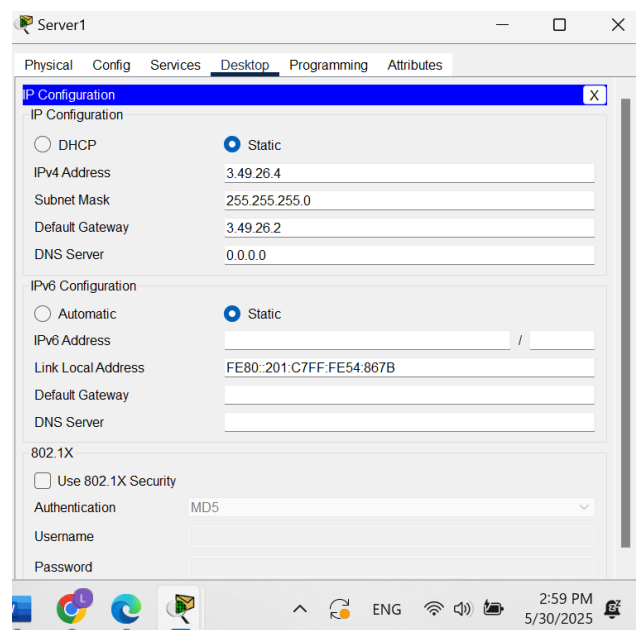 Server1
Physical Config Services Desktop Programming Attributes
IP Configuration X
IP Configuration
DHCP Static
IPv4 Address 3.49.26.4
Subnet Mask 255.255.255.0
Default Gateway 3.49.26.2
DNS Server 0.0.0.0
IPv6 Configuration
Automatic Static
IPv6 Address /
Link Local Address FE80::201:C7FF:FE54:867B
Default Gateway
DNS Server
802.1X
Use 802.1X Security
Authentication MD5
Username
Password
L ENG 2:59 PM
5/30/2025